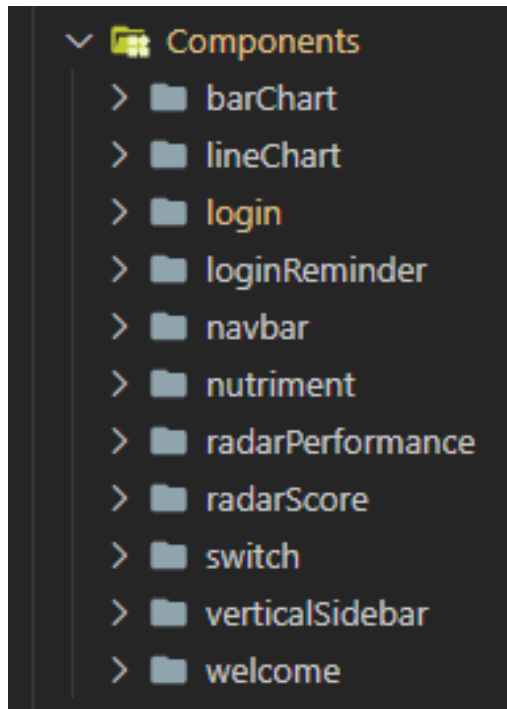 Components
barChart
lineChart
login
loginReminder
navbar
nutriment
radarPerformance
radarScore
switch
verticalSidebar
welcome